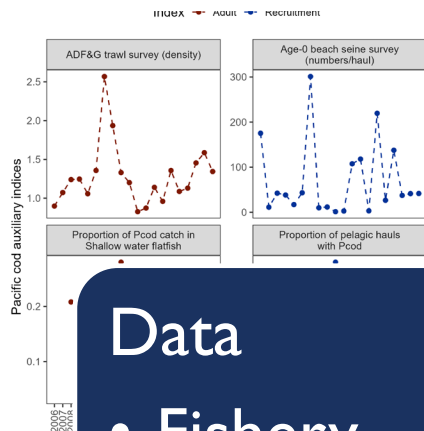 Index Adult Recruitment
ADF&G trawl survey (density)
Age-0 beach seine survey
(numbers/haul)
2.5
2.0
1.5
1.0
300
200
100
0
Pacific cod auxiliary indices
Proportion of Pcod catch in
Shallow water flatfish
Proportion of pelagic hauls
with Pcod
0.2
0.1
2006
2007
2008
Data
• Fishery